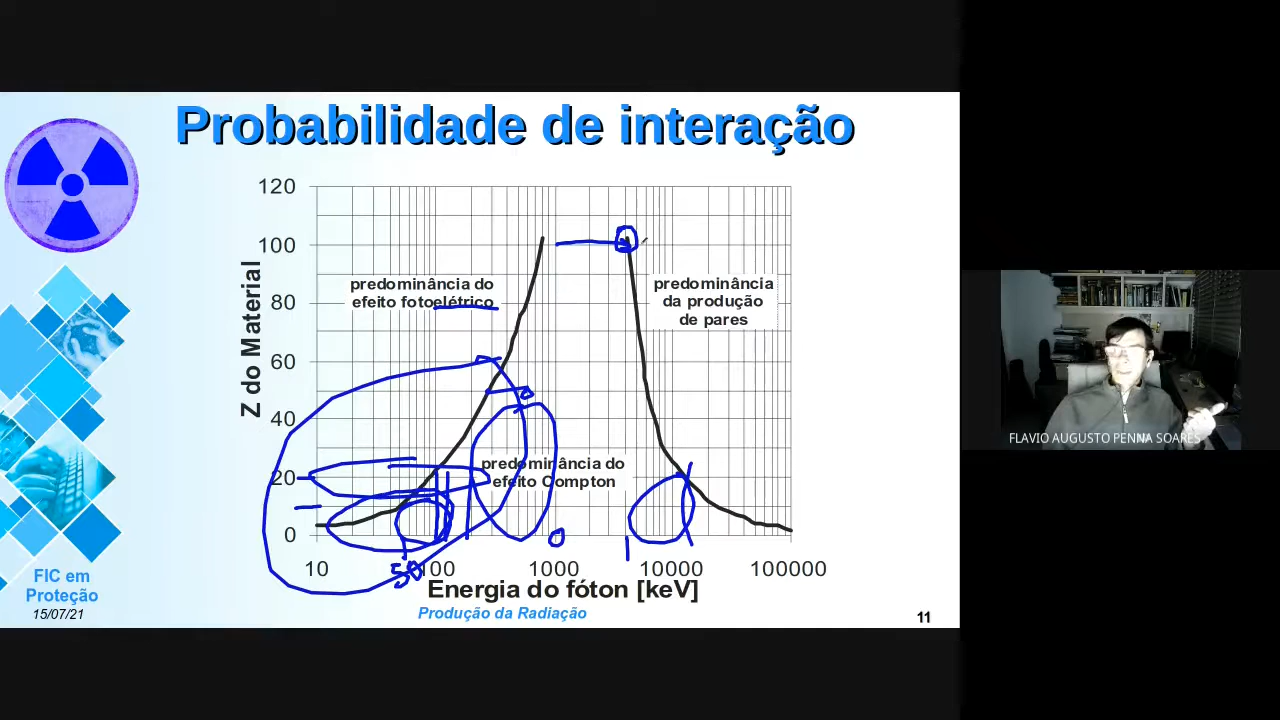 Probabilidade de interação
120
100
80
60
40
20
0
Z do Material
predominância do
efeito fotoelétrico
predominância
da produção
de pares
predominância do
efeito Compton
50
10
100
1000
10000
100000
Energia do fóton [keV]
FIC em
Proteção
15/07/21
Produção da Radiação
11
FLAVIO AUGUSTO PENNA SOARES